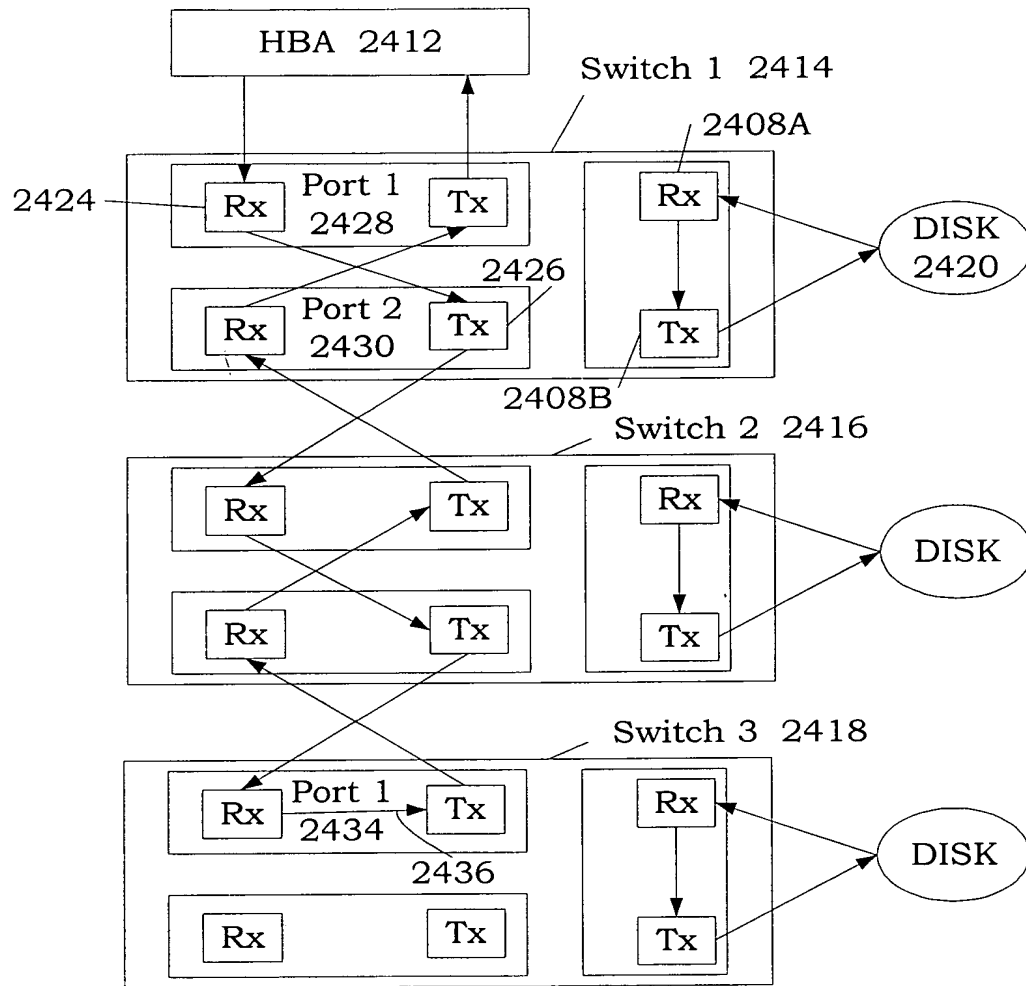 HBA 2412
Switch 1 2414
2408A
2424
Rx
Port 1
2428
Tx
Rx
DISK
2420
2426
Rx
Port 2
2430
Tx
Tx
2408B
Switch 2 2416
Rx
Tx
Rx
DISK
Rx
Tx
Tx
Switch 3 2418
Rx
Port 1
2434
Tx
Rx
DISK
2436
Rx
Tx
Tx